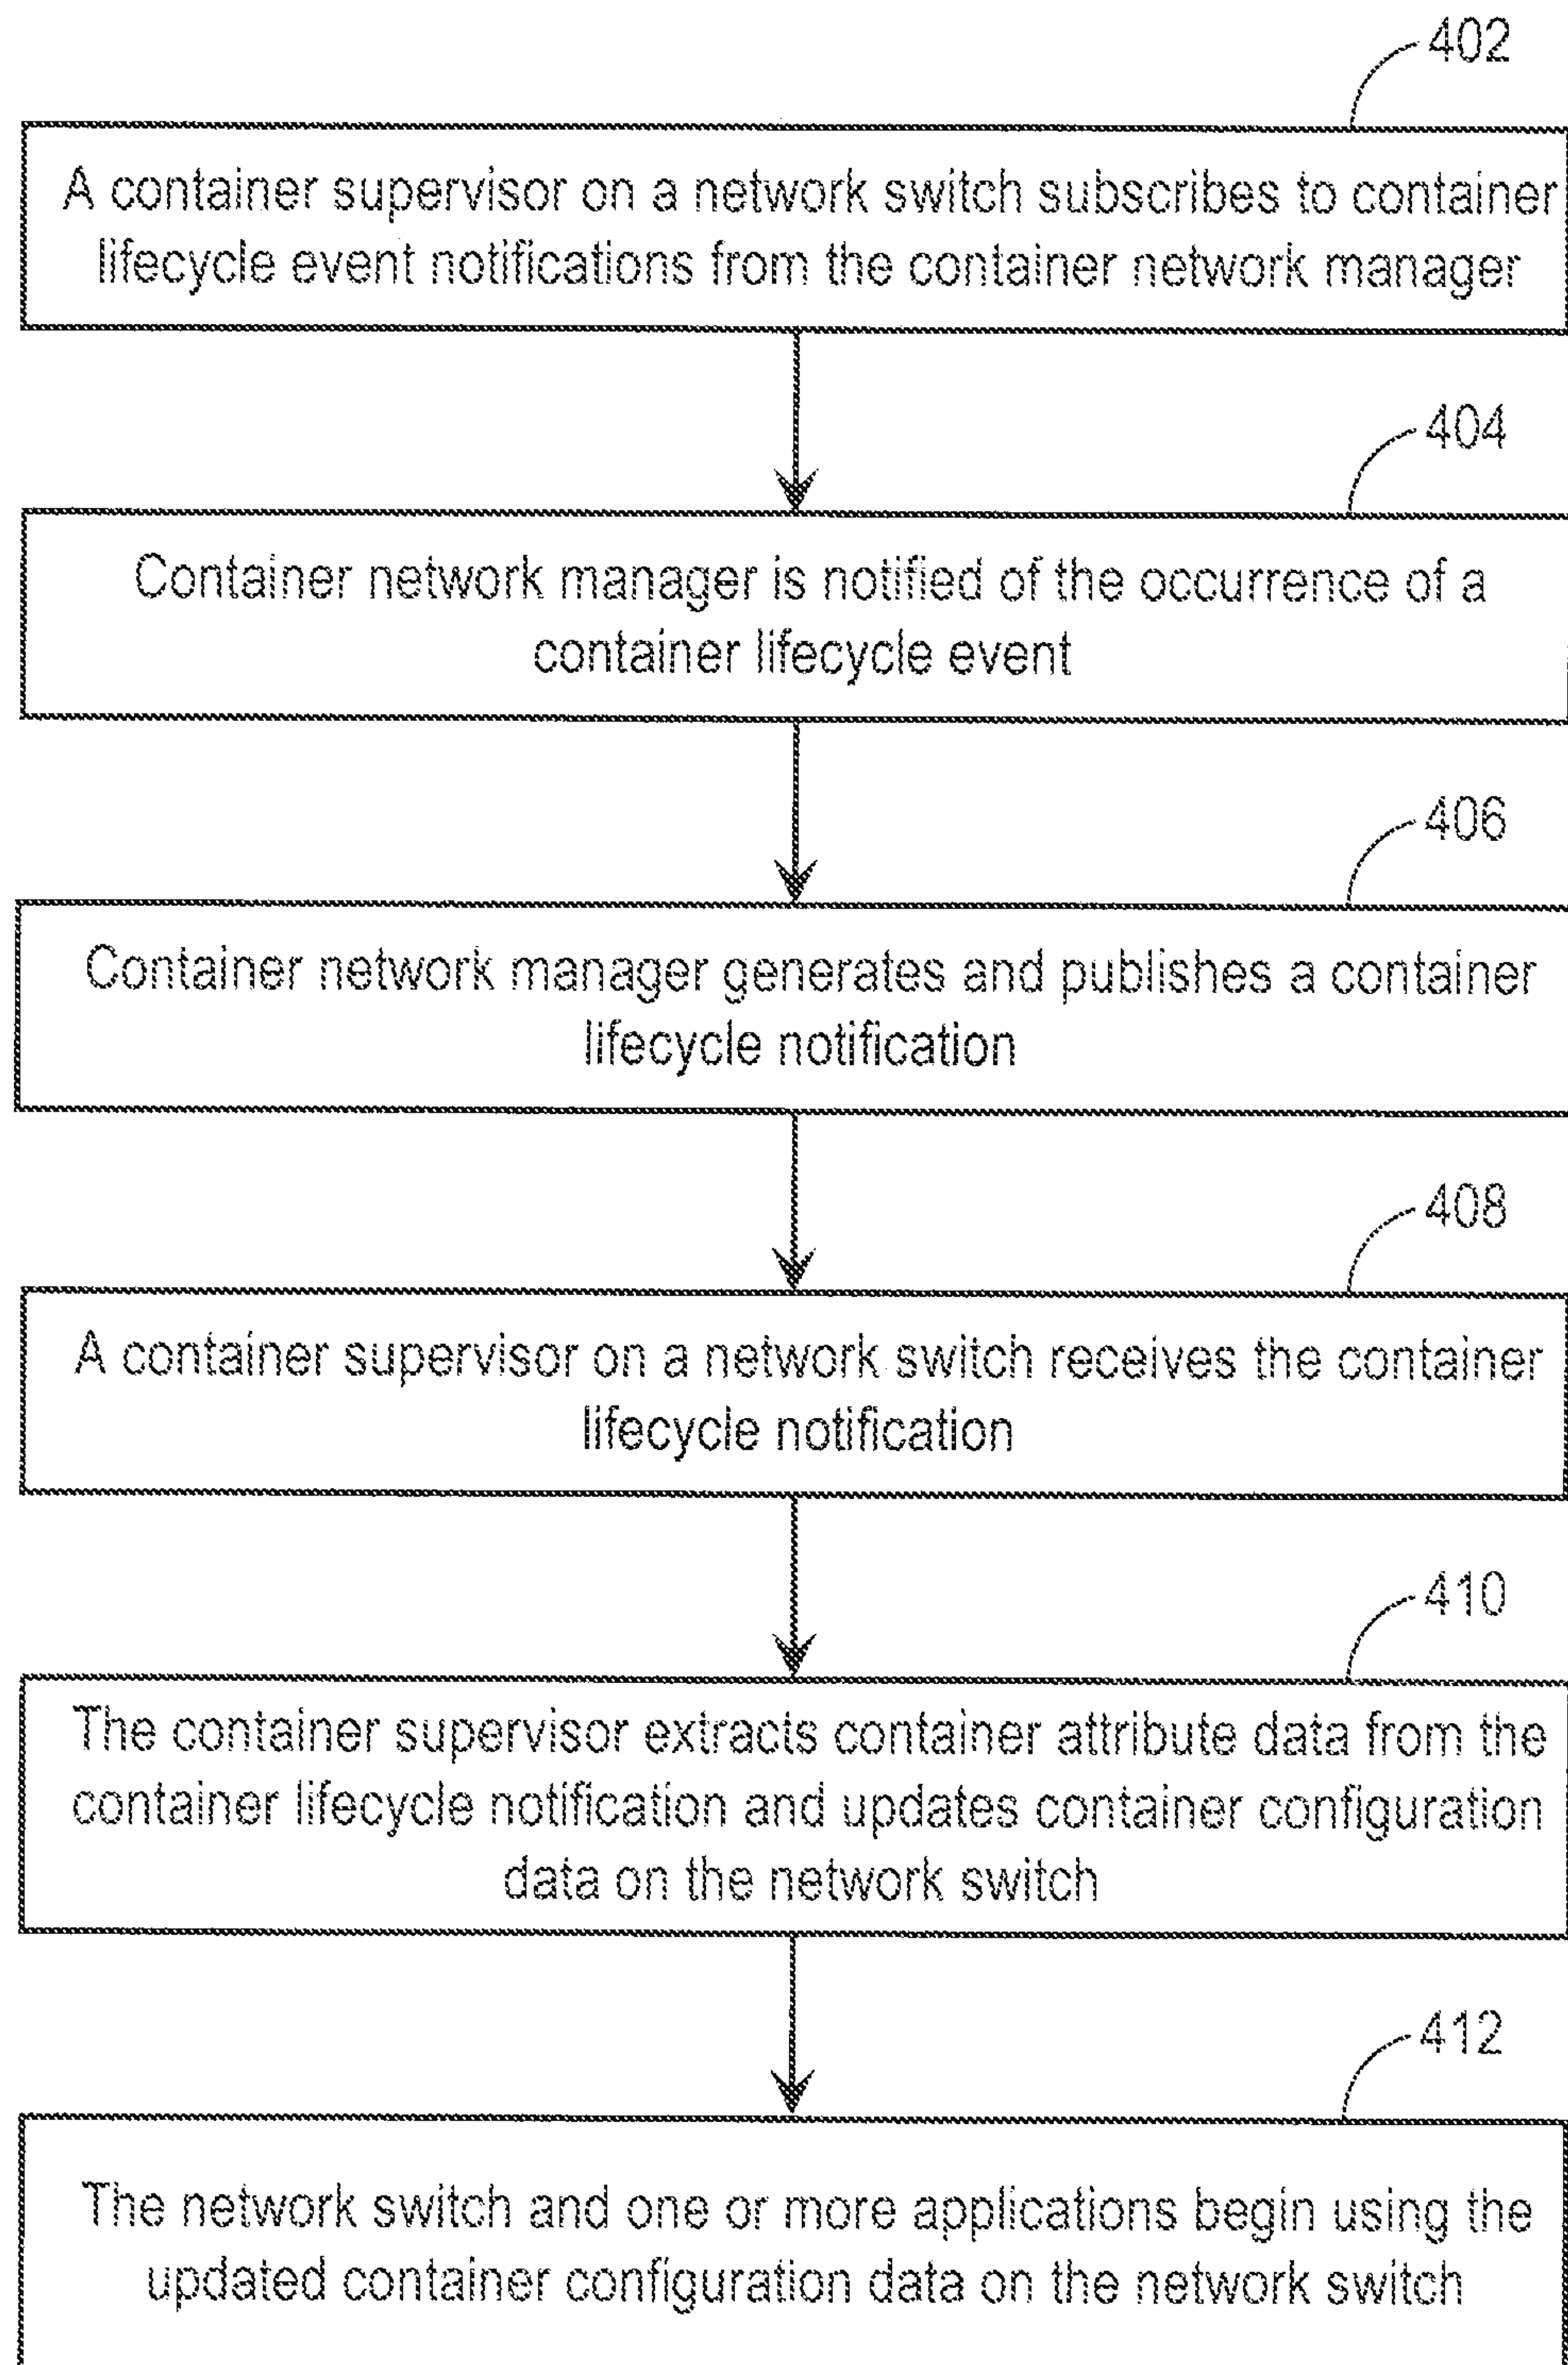 402
A container supervisor on a network switch subscribes to container
lifecycle event notifications from the container network manager
404
Container network manager is notified of the occurrence of a
container lifecycle event
406
Container network manager generates and publishes a container
lifecycle notification
408
A container supervisor on a network switch receives the container
lifecycle notification
410
The container supervisor extracts container attribute data from the
container lifecycle notification and updates container configuration
data on the network switch
412
The network switch and one or more applications begin using the
updated container configuration data on the network switch